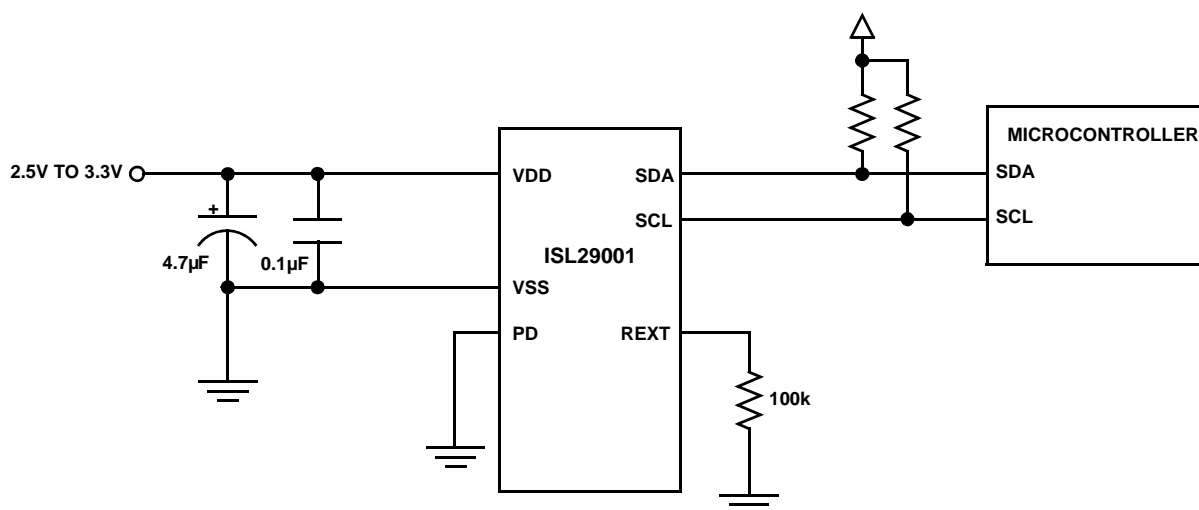 MICROCONTROLLER
2.5V TO 3.3V
VDD
SDA
SDA
SCL
SCL
+
4.7µF
0.1µF
ISL29001
VSS
PD
REXT
100k